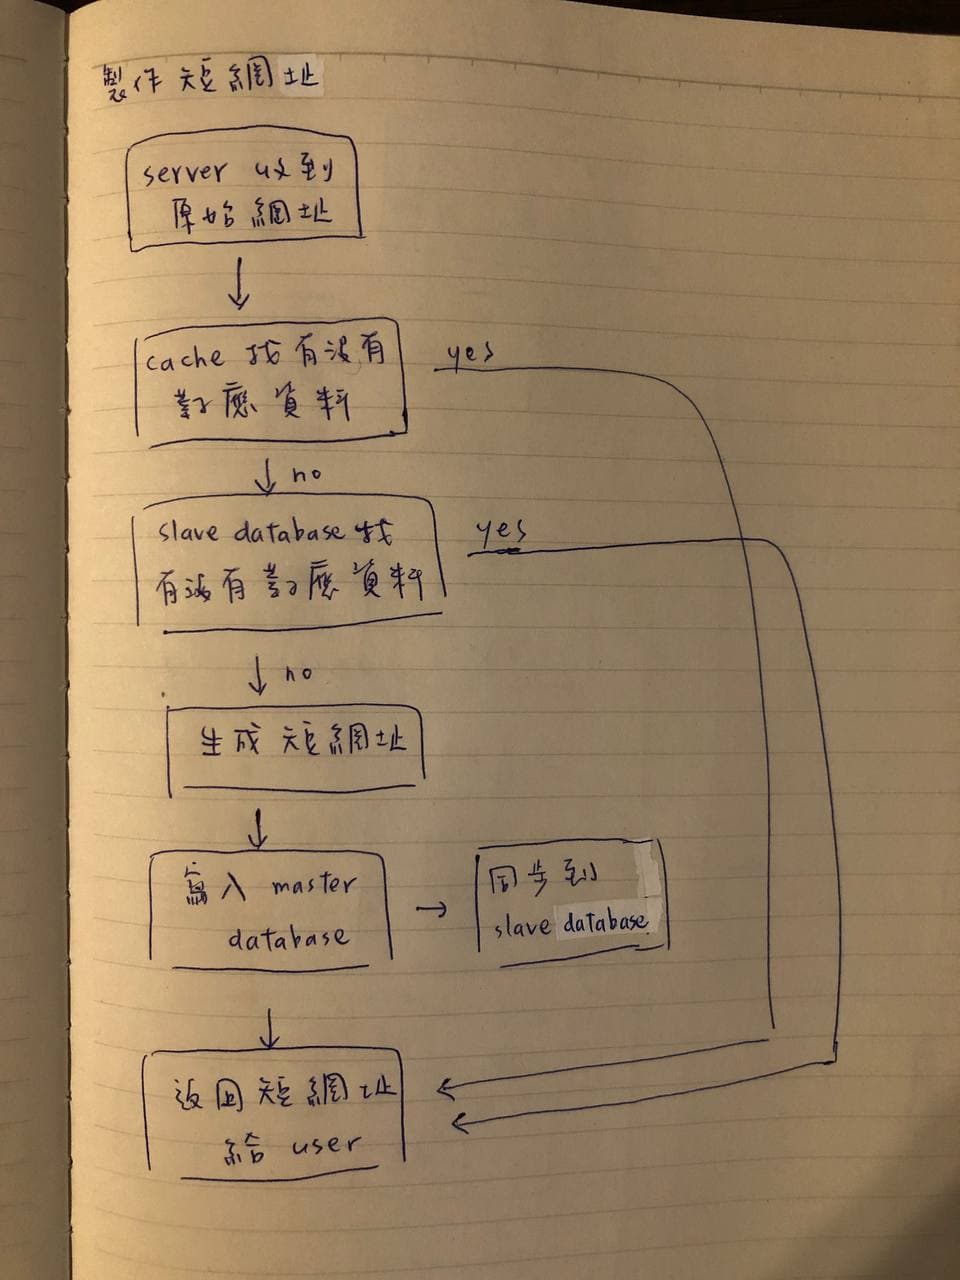 製作短網址
server 收到
原始網址
cache 找有沒有
yes
對應資料
no
slave database 找
yes
有沒有對應資料
no
生成短網址
寫入 master
database
同步到
slave database
返回短網址
給 user